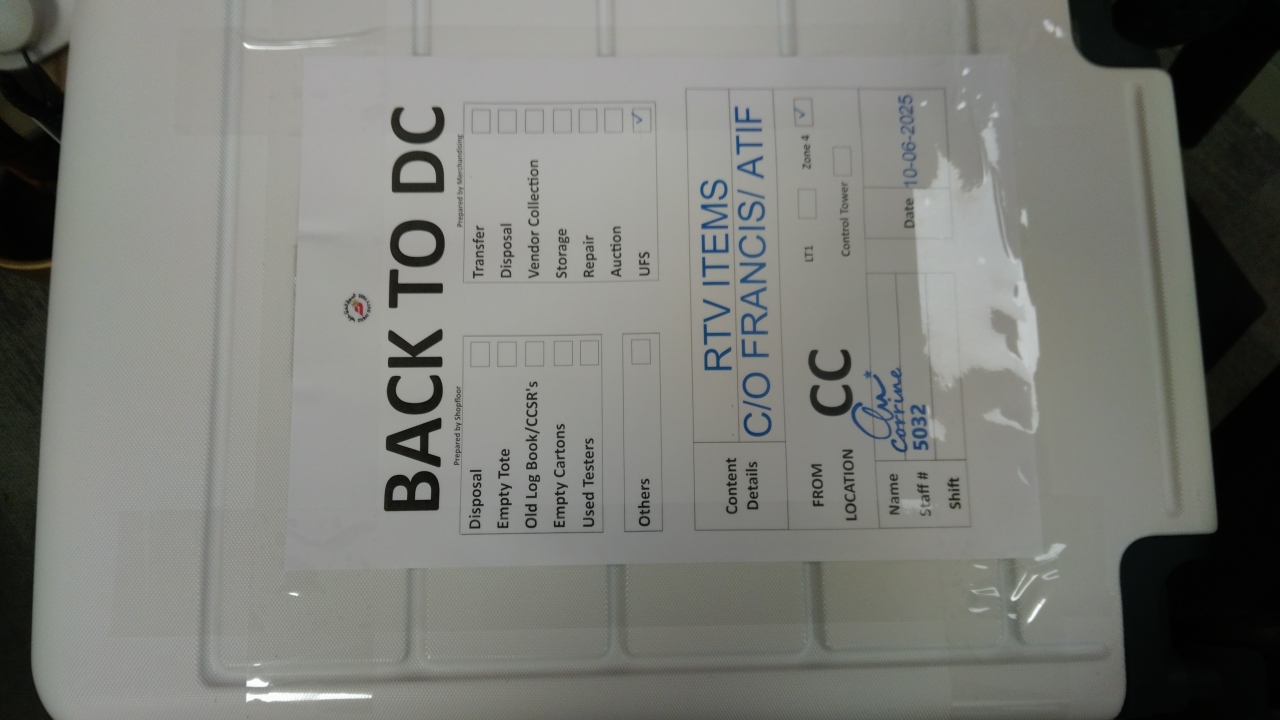 BACK TO DC
Prepared by Shopfloor
Prepared by Merchandising
Disposal
Empty Tote
Old Log Book/CCSR's
Empty Cartons
Used Testers
Others
Transfer
Disposal
Vendor Collection
Storage
Repair
Auction
UFS ✓
Content Details
RTV ITEMS
C/O FRANCIS/ ATIF
FROM LOCATION
CC
LT1
Zone 4 ✓
Control Tower
Name Corrine
Staff # 5032
Shift
Date 10-06-2025